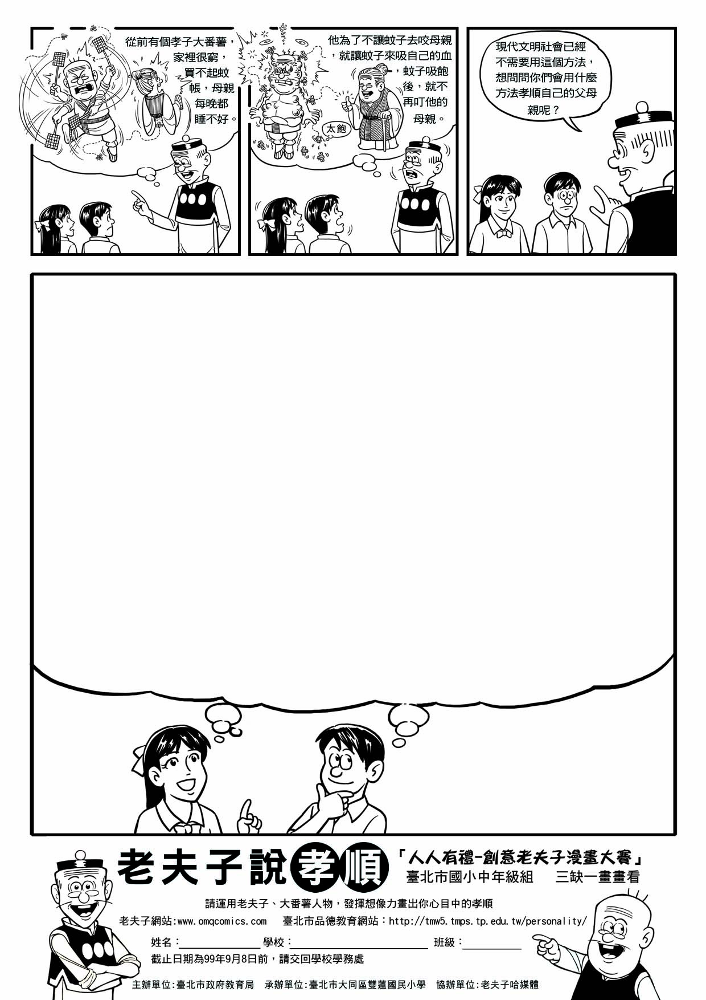 從前有個孝子大番薯，
家裡很窮，
買不起蚊
帳，母親
每晚都
睡不好。
他為了不讓蚊子去咬母親
，就讓蚊子來吸自己的血
，蚊子吸飽
後，就不
再叮他的
母親。
太飽
現代文明社會已經
不需要用這個方法，
想問問你們會用什麼
方法孝順自己的父母
親呢？
老夫子說孝順
「人人有禮-創意老夫子漫畫大賽」
臺北市國小中年級組 三缺一畫畫看
請運用老夫子、大番薯人物，發揮想像力畫出你心目中的孝順
老夫子網站:www.omqcomics.com 臺北市品德教育網站：http://tmw5.tmps.tp.edu.tw/personality/
姓名： 學校： 班級：
截止日期為99年9月8日前，請交回學校學務處
主辦單位:臺北市政府教育局 承辦單位:臺北市大同區雙蓮國民小學 協辦單位:老夫子哈媒體